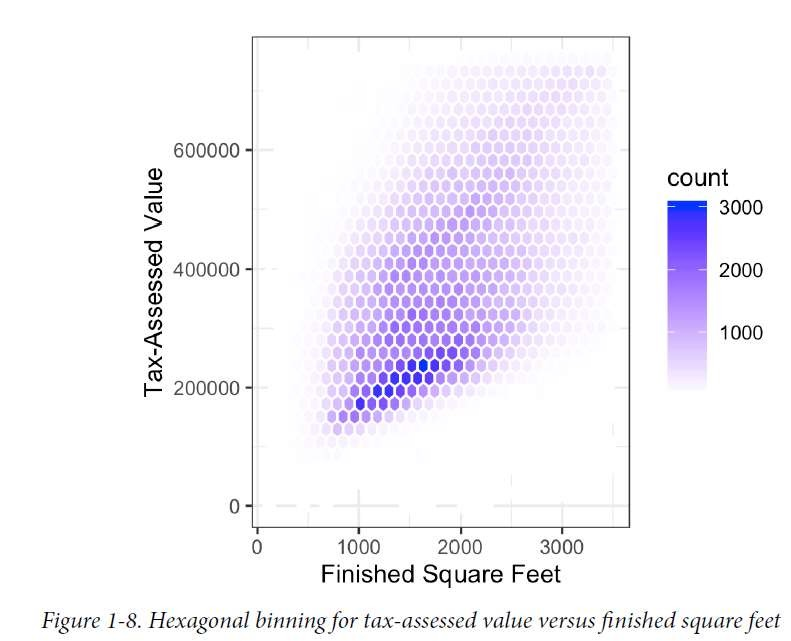 Tax-Assessed Value
600000
400000
200000
0
0 1000 2000 3000
Finished Square Feet
count
3000
2000
1000
Figure 1-8. Hexagonal binning for tax-assessed value versus finished square feet